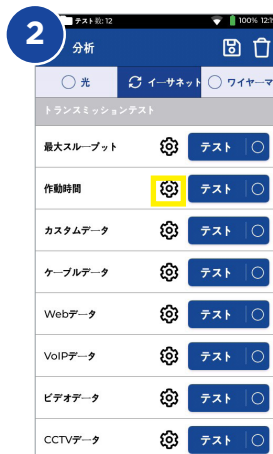 2
テスト数: 12 100% 12:1
分析
光 イーサネット ワイヤーマ
トランスミッションテスト
最大スループット テスト
作動時間 テスト
カスタムデータ テスト
ケーブルデータ テスト
Webデータ テスト
VoIPデータ テスト
ビデオデータ テスト
CCTVデータ テスト